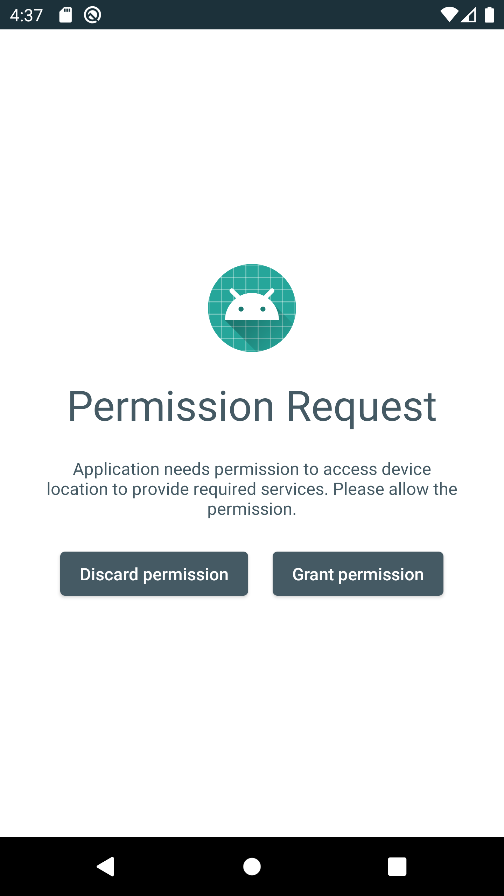 4:37
Permission Request
Application needs permission to access device
location to provide required services. Please allow the
permission.
Discard permission
Grant permission